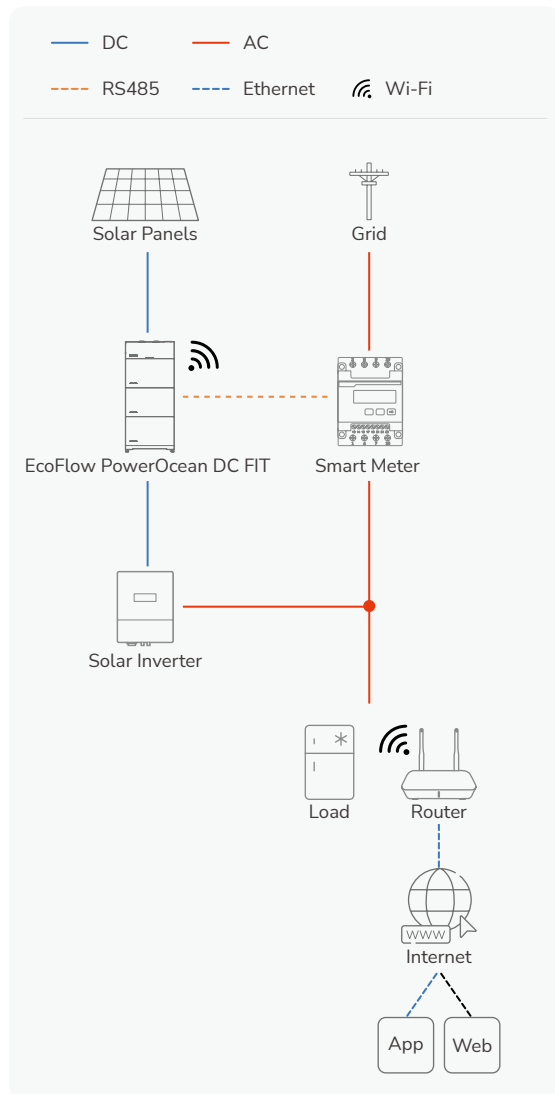 DC
AC
RS485
Ethernet
Wi-Fi
Solar Panels
Grid
EcoFlow PowerOcean DC FIT
Smart Meter
Solar Inverter
Load
Router
WWW
Internet
App
Web